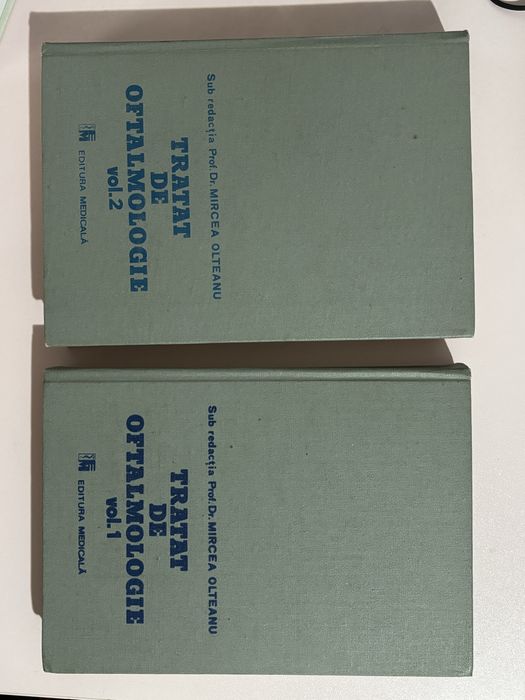 Sub redacția Prof. Dr. MIRCEA OLTEANU
TRATAT
DE
OFTALMOLOGIE
vol. 2
EDITURA MEDICALĂ
Sub redacția Prof. Dr. MIRCEA OLTEANU
TRATAT
DE
OFTALMOLOGIE
vol. 1
EDITURA MEDICALĂ